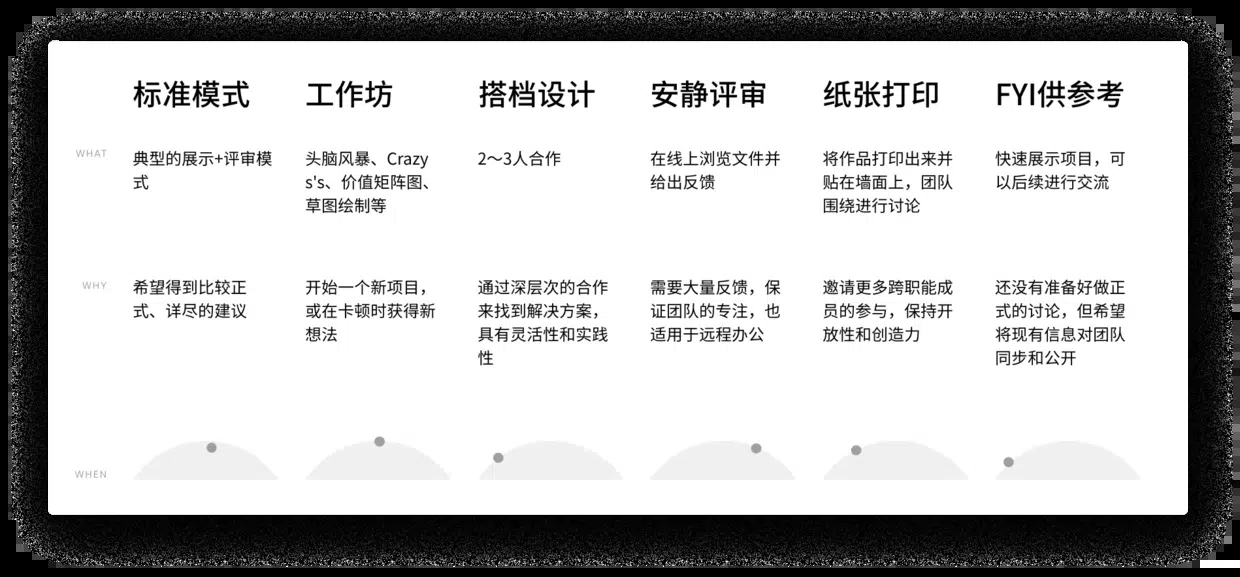 标准模式
工作坊
搭档设计
安静评审
纸张打印
FYI供参考
WHAT
典型的展示+评审模
式
头脑风暴、Crazy
s's、价值矩阵图、
草图绘制等
2～3人合作
在线上浏览文件并
给出反馈
将作品打印出来并
贴在墙面上，团队
围绕进行讨论
快速展示项目，可
以后续进行交流
WHY
希望得到比较正
式、详尽的建议
开始一个新项目，
或在卡顿时获得新
想法
通过深层次的合作
来找到解决方案，
具有灵活性和实践
性
需要大量反馈，保
证团队的专注，也
适用于远程办公
邀请更多跨职能成
员的参与，保持开
放性和创造力
还没有准备好做正
式的讨论，但希望
将现有信息对团队
同步和公开
WHEN